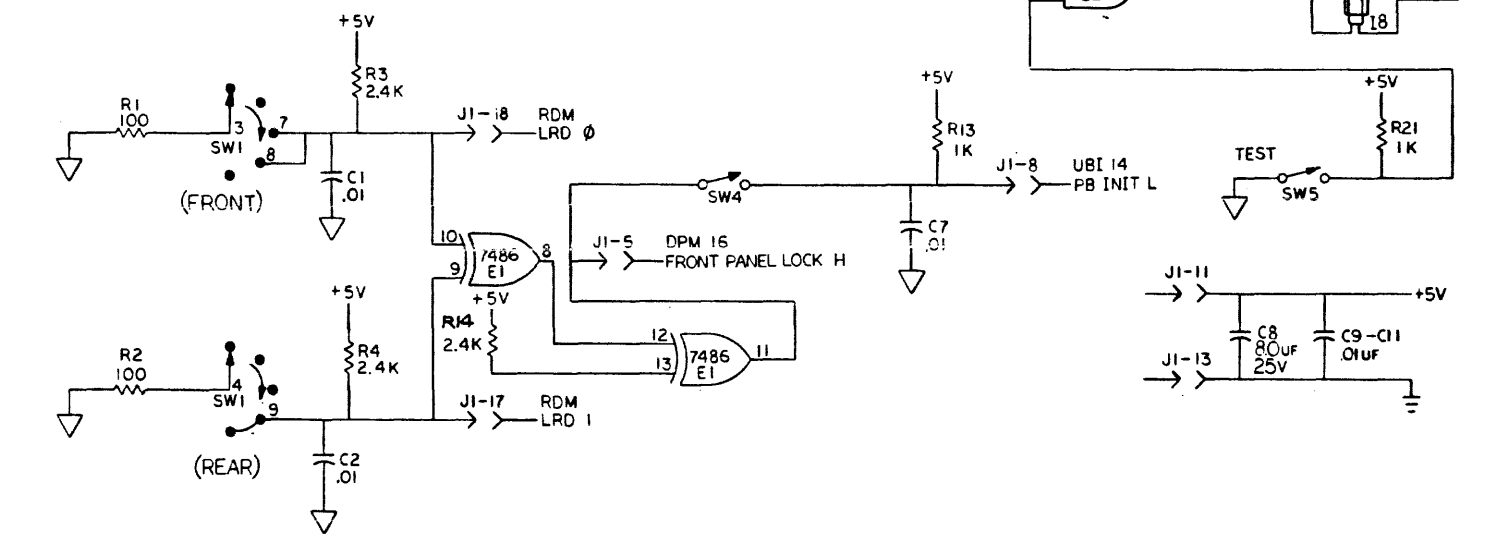 +5V
R3
2.4K
R1
100
3
SW1
7
8
(FRONT)
C1
.01
J1-18
RDM
LRD Ø
10
9
7486
E1
8
+5V
R14
2.4K
12
13
7486
E1
11
J1-5
DPM 16
FRONT PANEL LOCK H
SW4
+5V
R13
1K
J1-8
UBI 14
PB INIT L
C7
.01
I8
+5V
R21
1K
TEST
SW5
+5V
R4
2.4K
R2
100
4
SW1
9
(REAR)
C2
.01
J1-17
RDM
LRD 1
J1-11
+5V
C8
80UF
25V
C9-C11
.01UF
J1-13